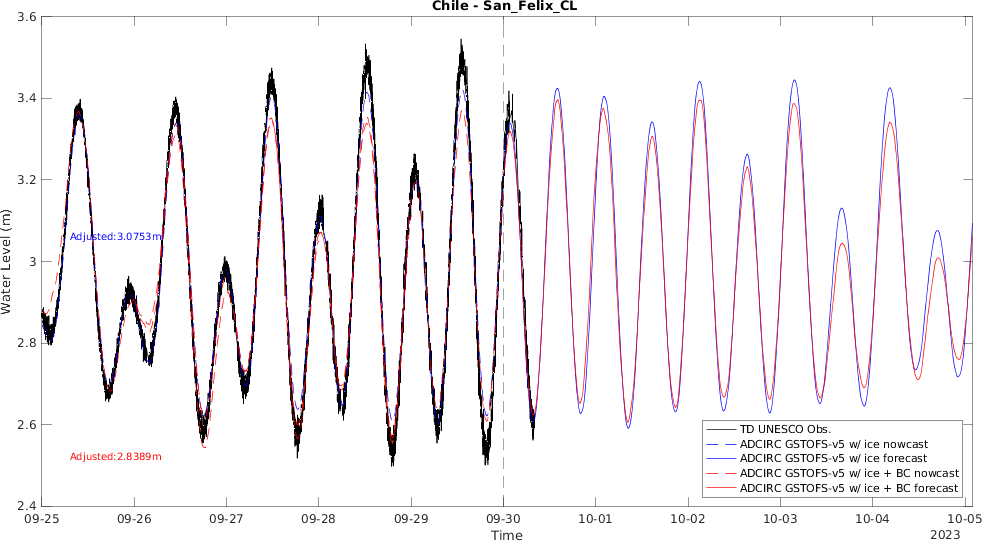 Chile - San_Felix_CL
3.6
3.4
3.2
3
2.8
2.6
2.4
Water Level (m)
Adjusted:3.0753m
Adjusted:2.8389m
TD UNESCO Obs.
ADCIRC GSTOFS-v5 w/ ice nowcast
ADCIRC GSTOFS-v5 w/ ice forecast
ADCIRC GSTOFS-v5 w/ ice + BC nowcast
ADCIRC GSTOFS-v5 w/ ice + BC forecast
09-25 09-26 09-27 09-28 09-29 09-30 10-01 10-02 10-03 10-04 10-05
Time
2023